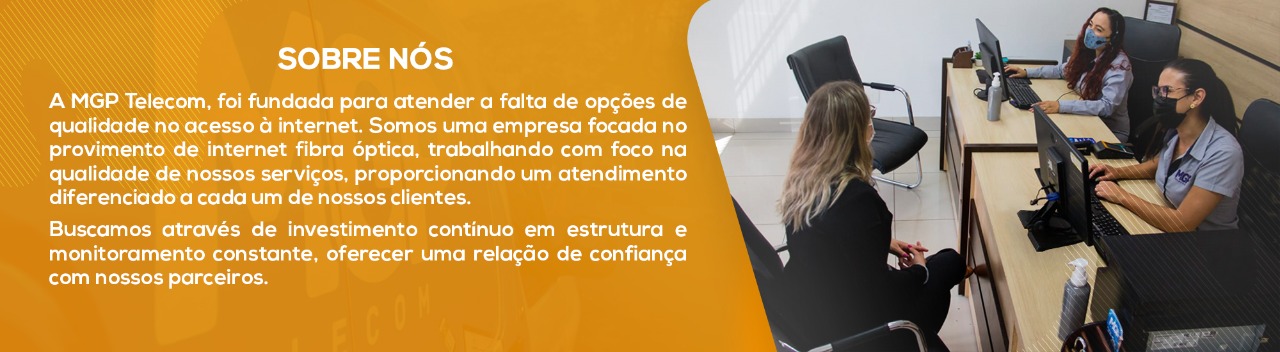 SOBRE NÓS
A MGP Telecom, foi fundada para atender a falta de opções de
qualidade no acesso à internet. Somos uma empresa focada no
provimento de internet fibra óptica, trabalhando com foco na
qualidade de nossos serviços, proporcionando um atendimento
diferenciado a cada um de nossos clientes.
Buscamos através de investimento contínuo em estrutura e
monitoramento constante, oferecer uma relação de confiança
com nossos parceiros.
MGP